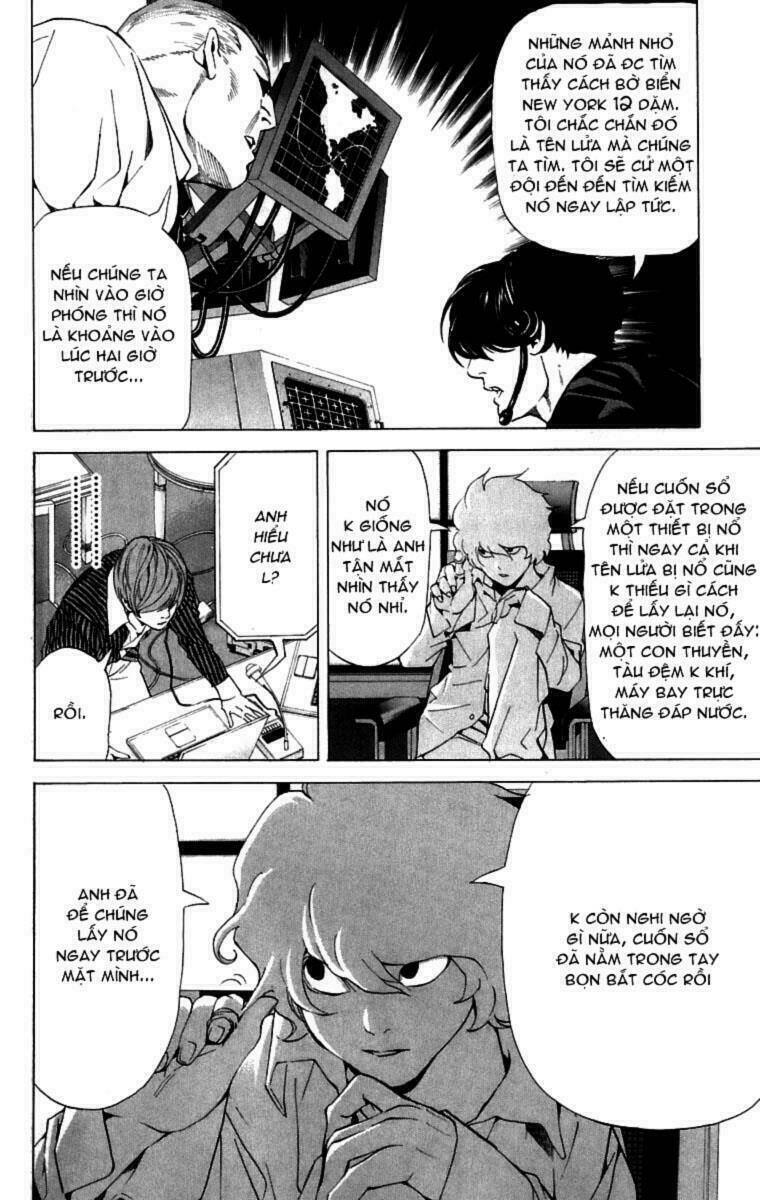 NHỮNG MẢNH NHỎ
CỦA NÓ ĐÃ ĐC TÌM
THẤY CÁCH BỜ BIỂN
NEW YORK 12 DẶM.
TÔI CHẮC CHẮN ĐÓ
LÀ TÊN LỬA MÀ CHÚNG
TA TÌM. TÔI SẼ CỬ MỘT
ĐỘI ĐẾN ĐẾN TÌM KIẾM
NÓ NGAY LẬP TỨC.
NẾU CHÚNG TA
NHÌN VÀO GIỜ
PHÓNG THÌ NÓ
LÀ KHOẢNG VÀO
LÚC HAI GIỜ
TRƯỚC...
NẾU CUỐN SỔ
ĐƯỢC ĐẶT TRONG
MỘT THIẾT BỊ NỔ
THÌ NGAY CẢ KHI
TÊN LỬA BỊ NỔ CŨNG
K THIẾU GÌ CÁCH
ĐỂ LẤY LẠI NÓ,
MỌI NGƯỜI BIẾT ĐẤY:
MỘT CON THUYỀN,
TÀU ĐỆM K KHÍ,
MÁY BAY TRỰC
THĂNG ĐÁP NƯỚC.
NÓ
K GIỐNG
NHƯ LÀ ANH
TẬN MẮT
NHÌN THẤY
NÓ NHỈ.
ANH
HIỂU
CHƯA
L?
RỒI.
K CÒN NGHI NGỜ
GÌ NỮA, CUỐN SỔ
ĐÃ NẰM TRONG TAY
BỌN BẮT CÓC RỒI
ANH ĐÃ
ĐỂ CHÚNG
LẤY NÓ
NGAY TRƯỚC
MẶT MÌNH...